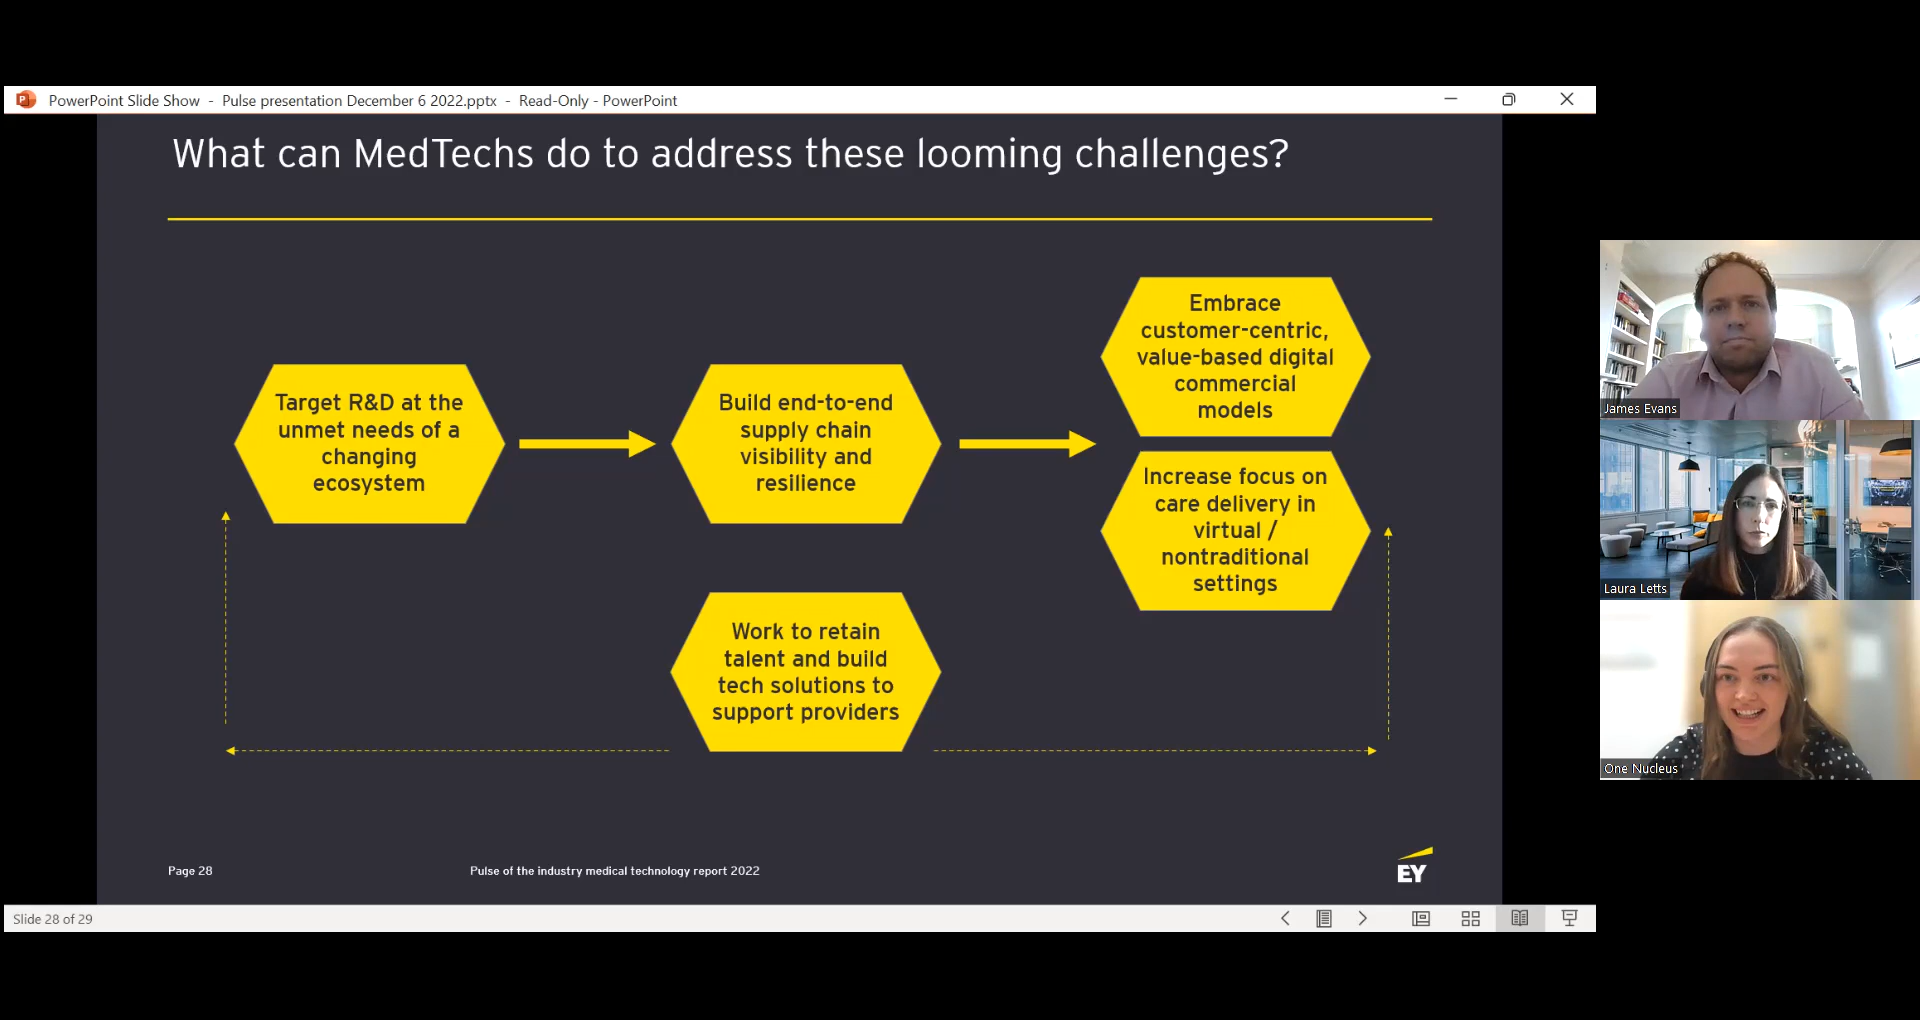 PowerPoint Slide Show - Pulse presentation December 6 2022.pptx - Read-Only - PowerPoint
What can MedTechs do to address these looming challenges?
Target R&D at the
unmet needs of a
changing
ecosystem
Build end-to-end
supply chain
visibility and
resilience
Embrace
customer-centric,
value-based digital
commercial
models
Increase focus on
care delivery in
virtual /
nontraditional
settings
Work to retain
talent and build
tech solutions to
support providers
Page 28
Pulse of the industry medical technology report 2022
EY
Slide 28 of 29
James Evans
Laura Letts
One Nucleus